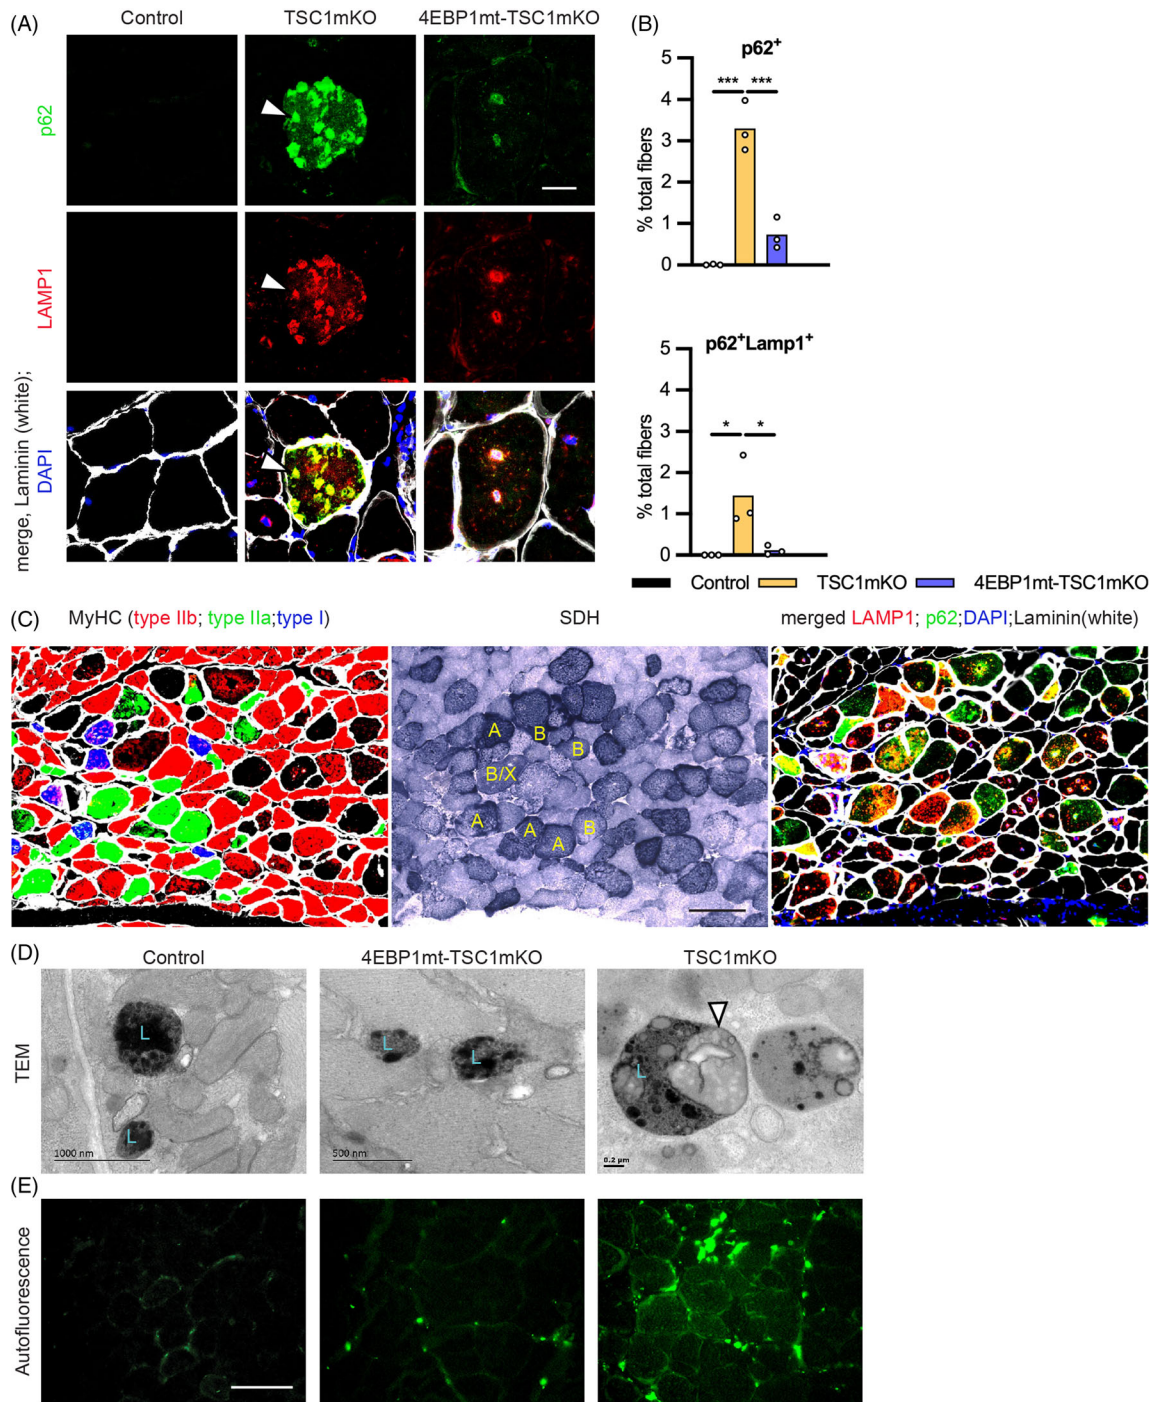 (A)
Control
TSC1mKO
4EBP1mt-TSC1mKO
p62
LAMP1
merge, Laminin (white);
DAPI
(B)
p62+
5
4
3
2
1
0
% total fibers
*** ***
p62+Lamp1+
5
4
3
2
1
0
% total fibers
* *
Control TSC1mKO 4EBP1mt-TSC1mKO
(C)
MyHC (type IIb; type IIa;type I)
SDH
merged LAMP1; p62;DAPI;Laminin(white)
A
B
B
B/X
A
A
A
B
(D)
Control
4EBP1mt-TSC1mKO
TSC1mKO
TEM
L
L
1000 nm
L
L
500 nm
L
0.2 µm
(E)
Autofluorescence